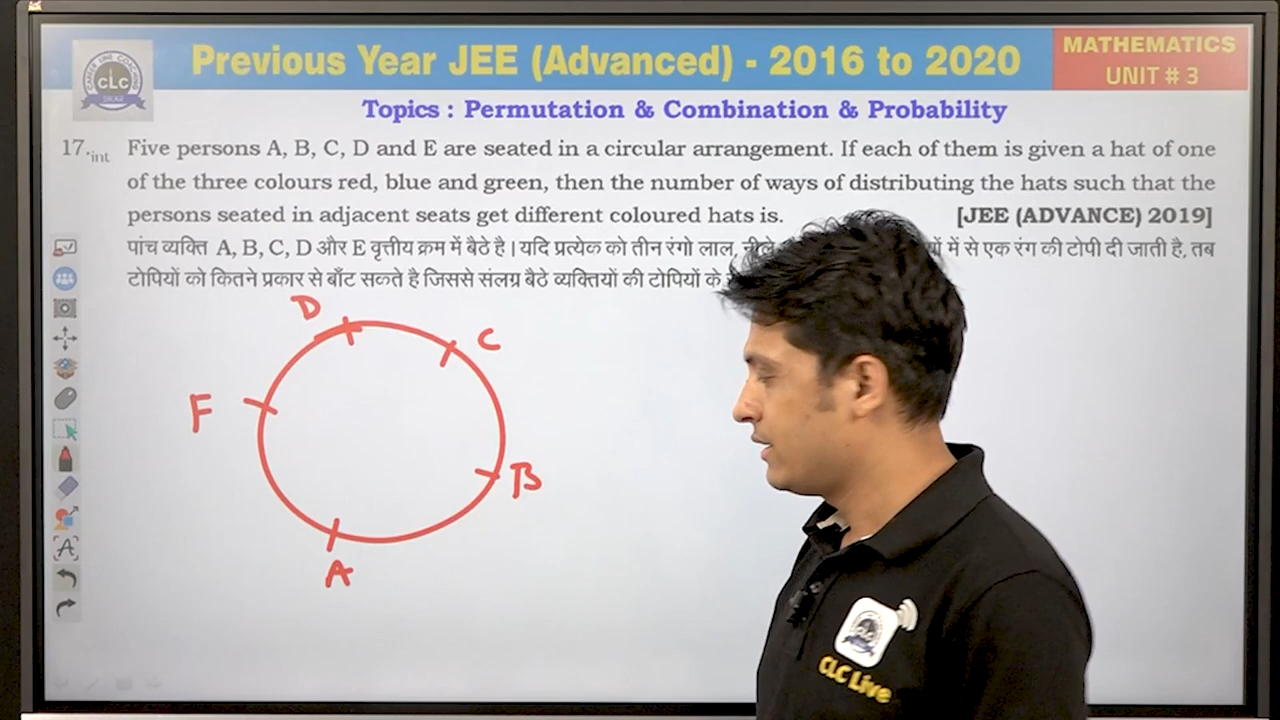 Previous Year JEE (Advanced) - 2016 to 2020
MATHEMATICS
UNIT # 3
CLC
SIKAR
Topics : Permutation & Combination & Probability
17.int Five persons A, B, C, D and E are seated in a circular arrangement. If each of them is given a hat of one
of the three colours red, blue and green, then the number of ways of distributing the hats such that the
persons seated in adjacent seats get different coloured hats is. [JEE (ADVANCE) 2019]
पांच व्यक्ति A, B, C, D और E वृत्तीय क्रम में बैठे है। यदि प्रत्येक को तीन रंगो लाल, नीले में से एक रंग की टोपी दी जाती है, तब
टोपियों को कितने प्रकार से बाँट सकते है जिससे संलग्र बैठे व्यक्तियों की टोपियों के
D
C
F
B
A
CLC
CLC Live